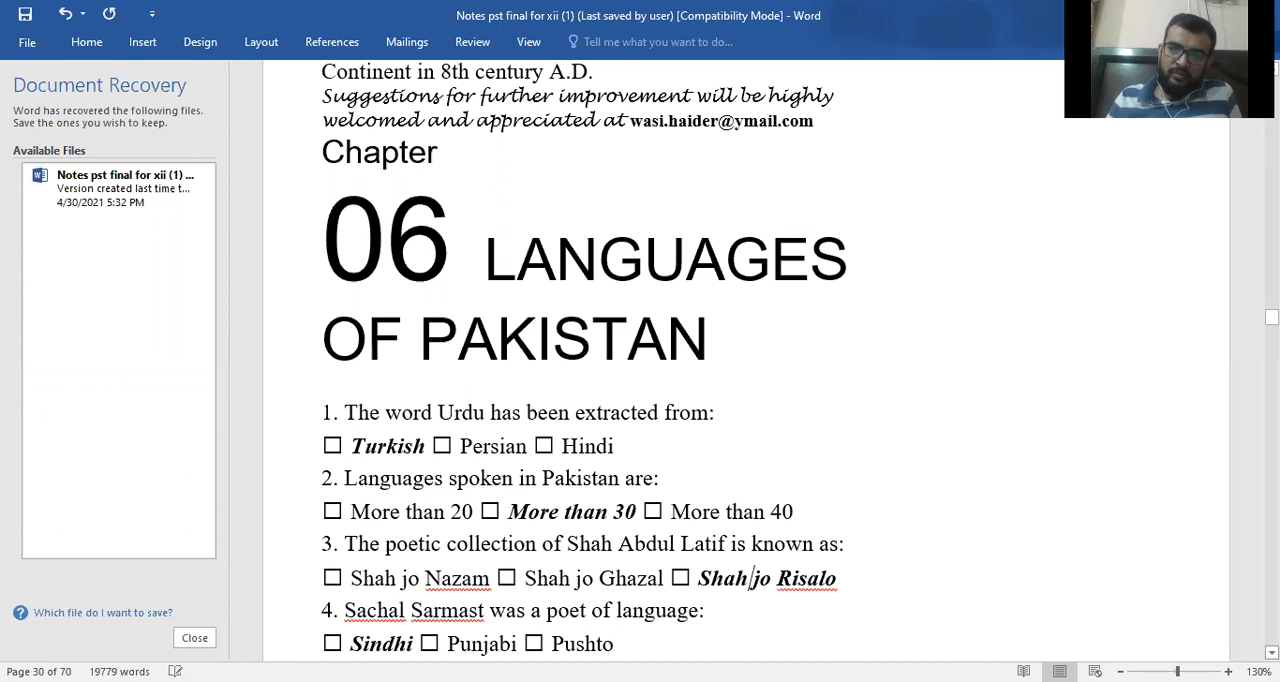 Notes pst final for xii (1) (Last saved by user) [Compatibility Mode] - Word
File Home Insert Design Layout References Mailings Review View Tell me what you want to do...
Document Recovery
Word has recovered the following files.
Save the ones you wish to keep.
Available Files
Notes pst final for xii (1) ...
Version created last time t...
4/30/2021 5:32 PM
Which file do I want to save?
Close
Continent in 8th century A.D.
Suggestions for further improvement will be highly
welcomed and appreciated at wasi.haider@ymail.com
Chapter
06 LANGUAGES
OF PAKISTAN
1. The word Urdu has been extracted from:
☐ Turkish ☐ Persian ☐ Hindi
2. Languages spoken in Pakistan are:
☐ More than 20 ☐ More than 30 ☐ More than 40
3. The poetic collection of Shah Abdul Latif is known as:
☐ Shah jo Nazam ☐ Shah jo Ghazal ☐ Shah jo Risalo
4. Sachal Sarmast was a poet of language:
☐ Sindhi ☐ Punjabi ☐ Pushto
Page 30 of 70 19779 words 130%